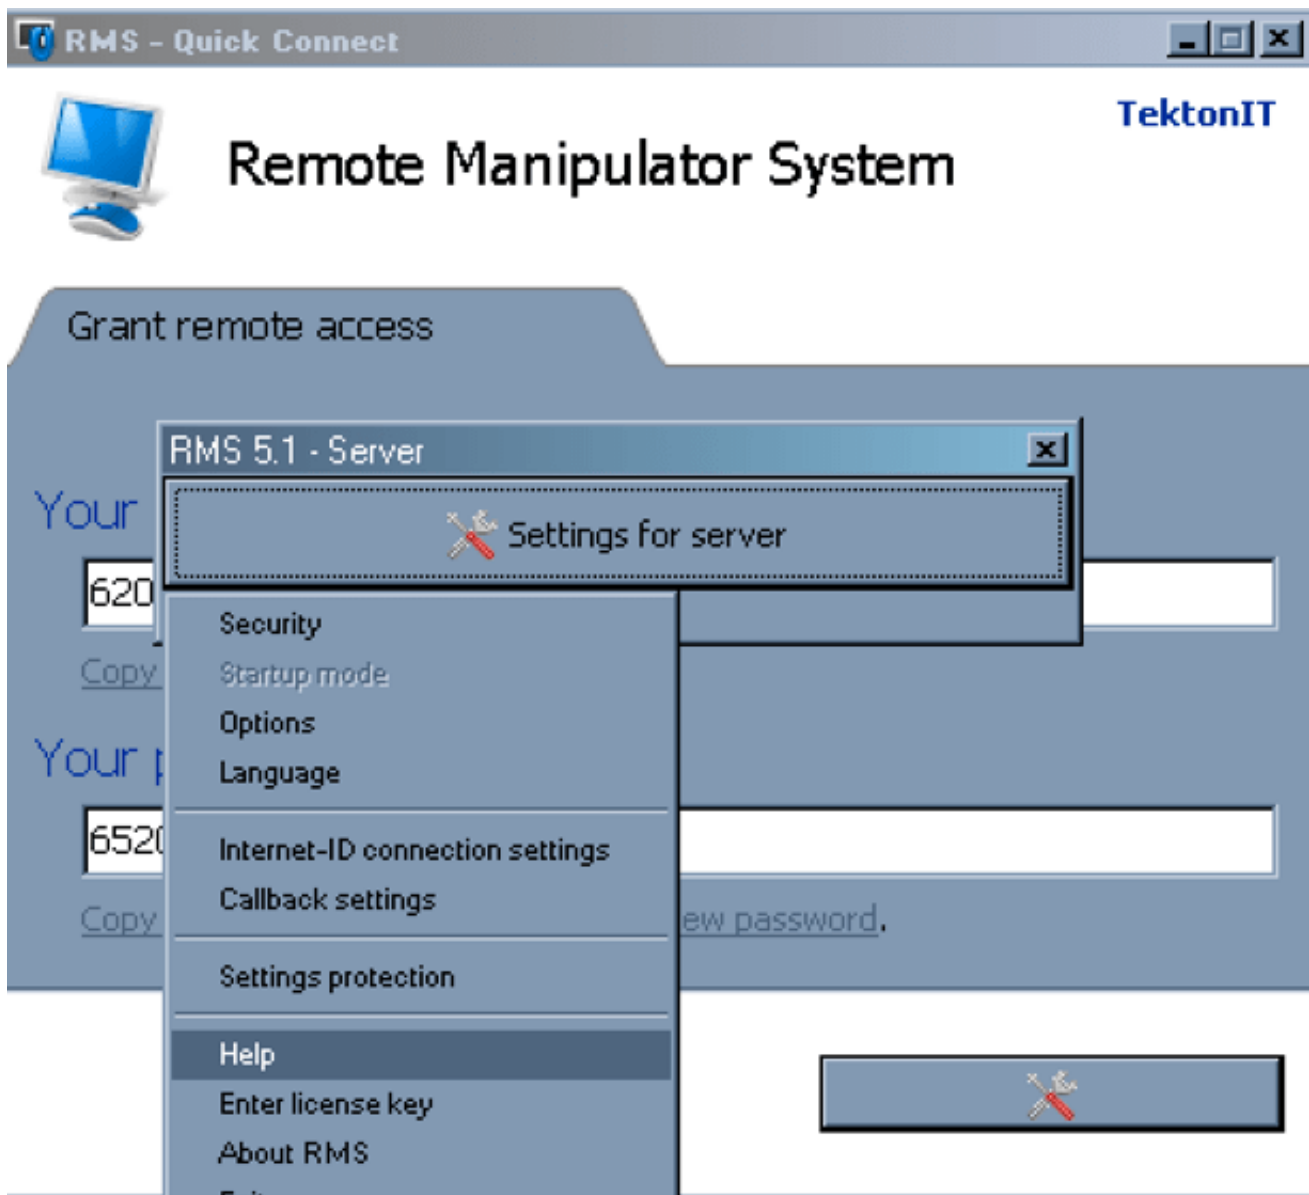 RMS - Quick Connect
TektonIT
Remote Manipulator System
Grant remote access
RMS 5.1 - Server
Your
Settings for server
620
Security
Copy
Startup mode
Options
Your
Language
6520
Internet-ID connection settings
Callback settings
Copy
ew password.
Settings protection
Help
Enter license key
About RMS